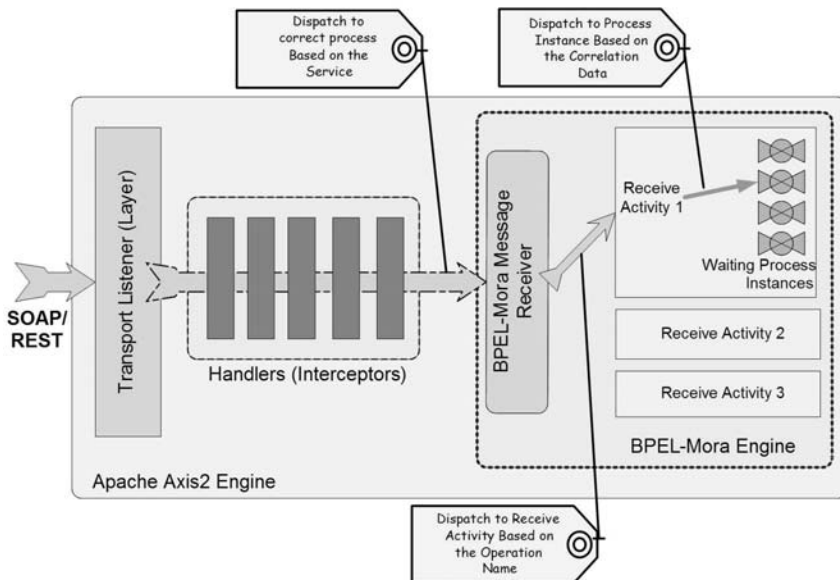 Dispatch to
correct process
Based on the
Service
Dispatch to Process
Instance Based on
the Correlation
Data
SOAP/
REST
Transport Listener (Layer)
Handlers (Interceptors)
BPEL-Mora Message
Receiver
Receive
Activity 1
Waiting Process
Instances
Receive Activity 2
Receive Activity 3
BPEL-Mora Engine
Apache Axis2 Engine
Dispatch to Receive
Activity Based on
the Operation
Name